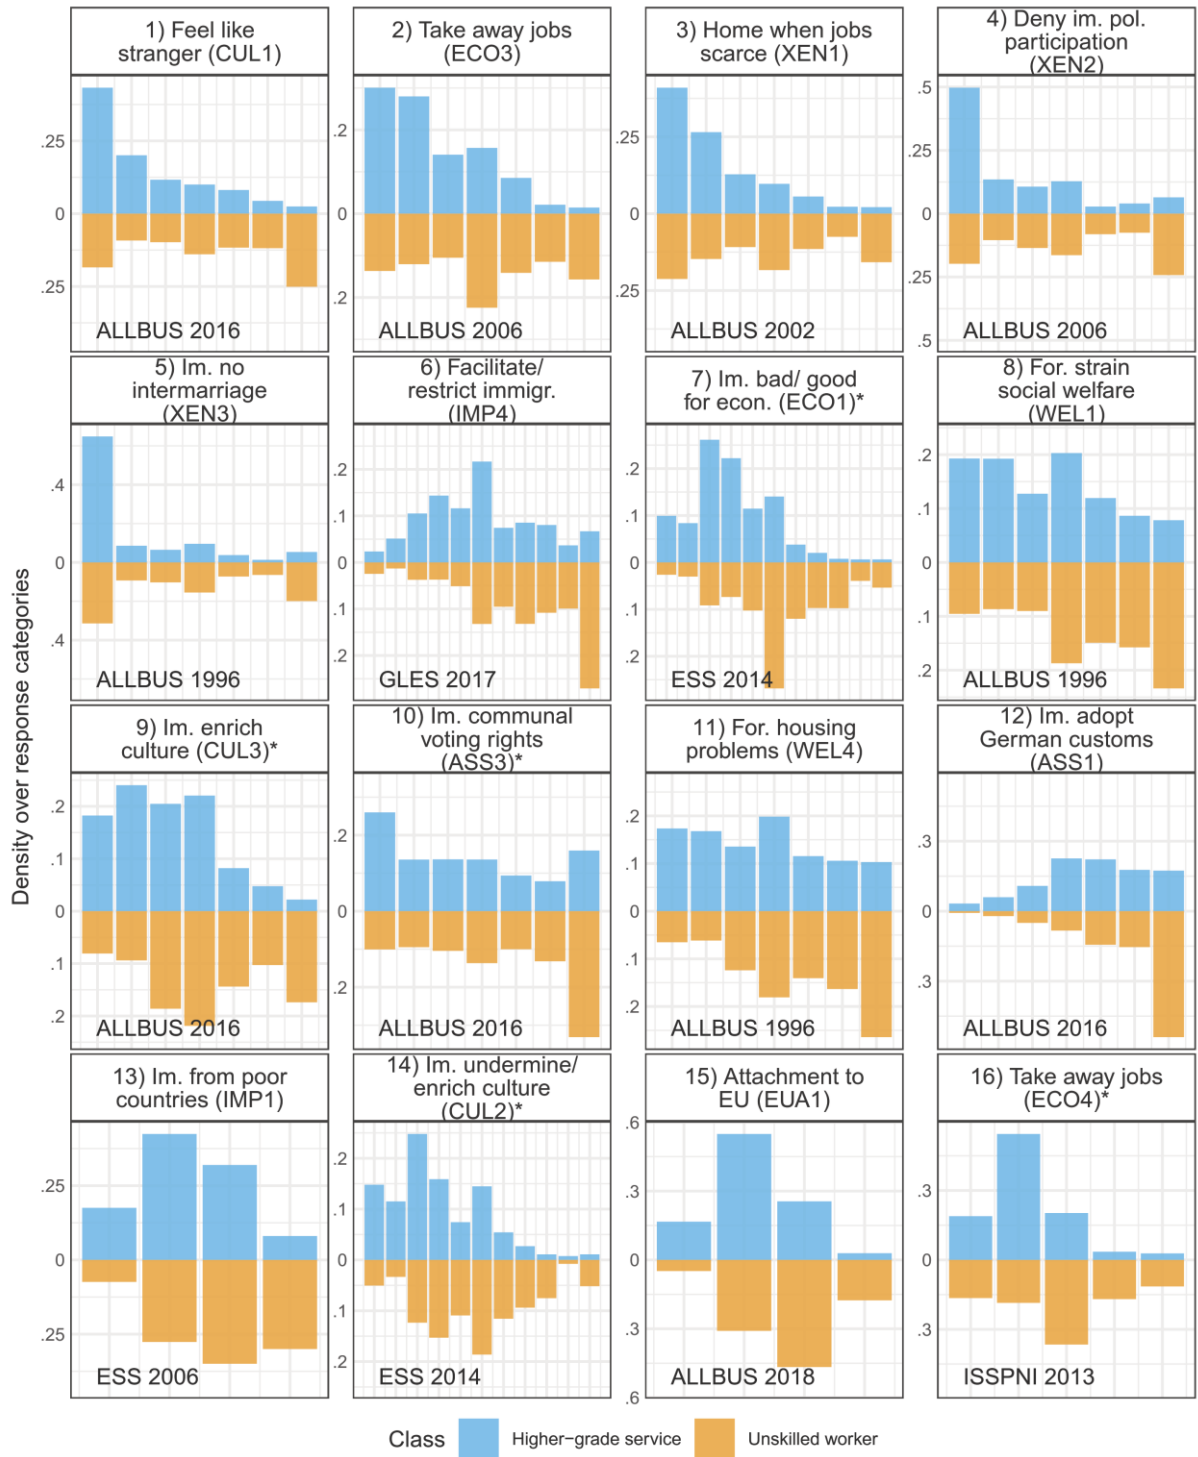 1) Feel like
stranger (CUL1)
2) Take away jobs
(ECO3)
3) Home when jobs
scarce (XEN1)
4) Deny im. pol.
participation
(XEN2)
.25
0
.25
ALLBUS 2016
.2
0
.2
ALLBUS 2006
.25
0
.25
ALLBUS 2002
.5
.25
0
.25
.5
ALLBUS 2006
5) Im. no
intermarriage
(XEN3)
6) Facilitate/
restrict immigr.
(IMP4)
7) Im. bad/ good
for econ. (ECO1)*
8) For. strain
social welfare
(WEL1)
.4
0
.4
ALLBUS 1996
.2
.1
0
.1
.2
GLES 2017
.2
.1
0
.1
.2
ESS 2014
.2
.1
0
.1
.2
ALLBUS 1996
Density over response categories
9) Im. enrich
culture (CUL3)*
10) Im. communal
voting rights
(ASS3)*
11) For. housing
problems (WEL4)
12) Im. adopt
German customs
(ASS1)
.2
.1
0
.1
.2
ALLBUS 2016
.2
0
.2
ALLBUS 2016
.2
.1
0
.1
.2
ALLBUS 1996
.3
0
.3
ALLBUS 2016
13) Im. from poor
countries (IMP1)
14) Im. undermine/
enrich culture
(CUL2)*
15) Attachment to
EU (EUA1)
16) Take away jobs
(ECO4)*
.25
0
.25
ESS 2006
.2
.1
0
.1
.2
ESS 2014
.6
.3
0
.3
.6
ALLBUS 2018
.3
0
.3
ISSPNI 2013
Class Higher−grade service Unskilled worker